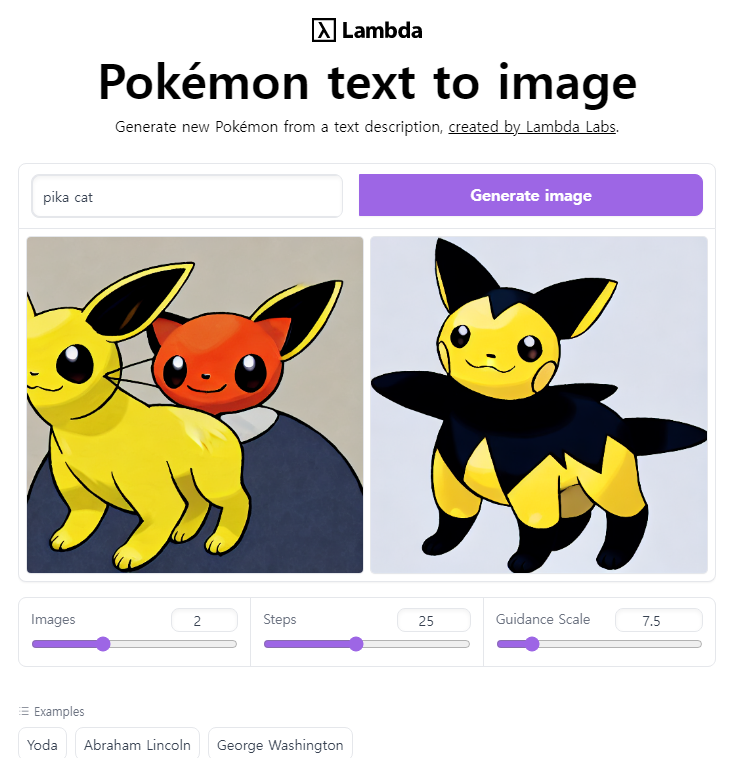 λ Lambda
Pokémon text to image
Generate new Pokémon from a text description, created by Lambda Labs.
pika cat Generate image
Images 2 Steps 25 Guidance Scale 7.5
Examples
Yoda Abraham Lincoln George Washington